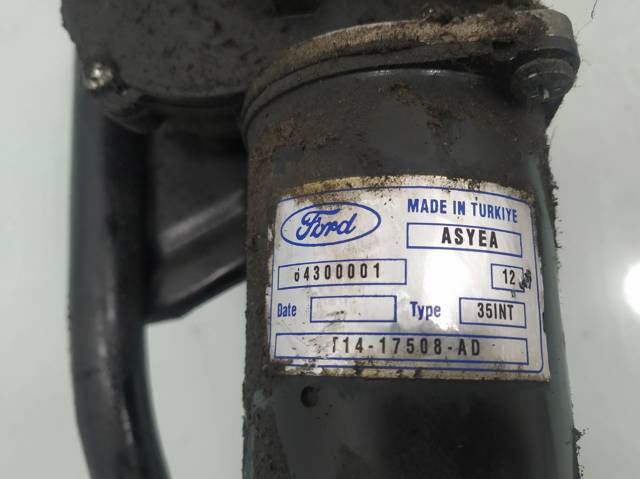 Ford
MADE IN TURKIYE
ASYEA
64300001
12
Date
Type 35INT
T14-17508-AD